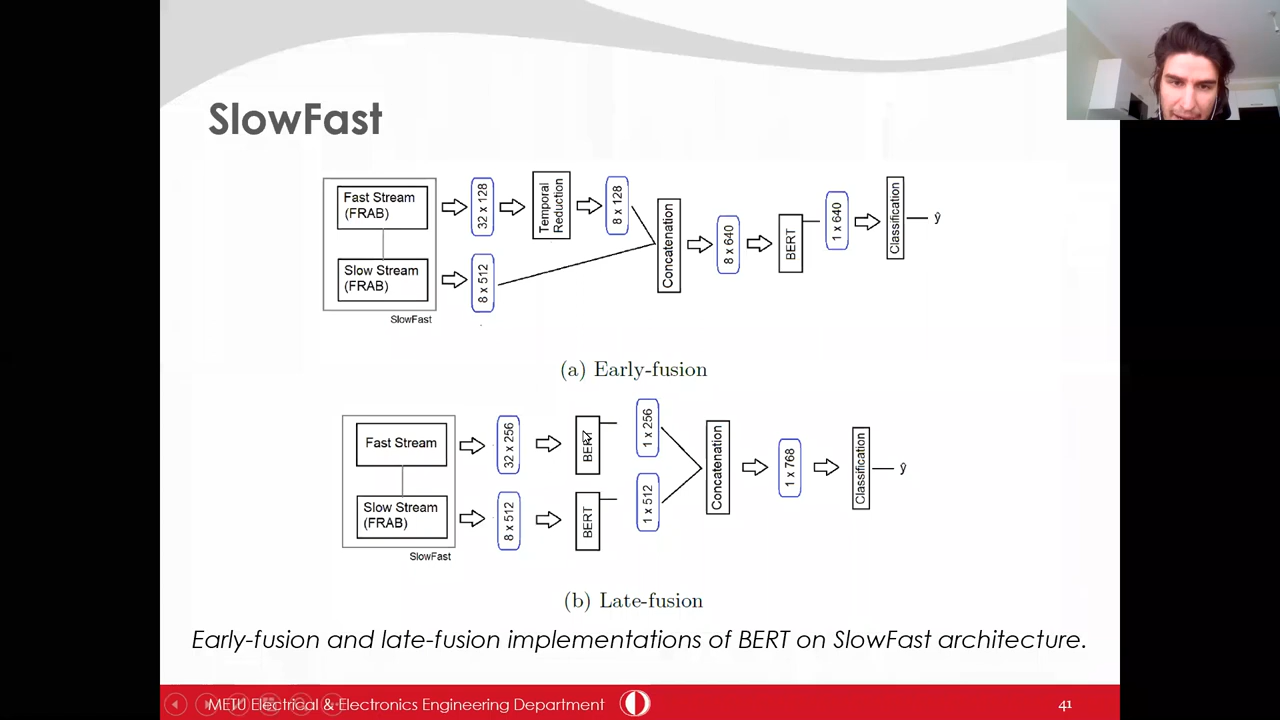 SlowFast
Fast Stream
(FRAB)
Slow Stream
(FRAB)
SlowFast
32 x 128
8 x 512
Temporal
Reduction
8 x 128
Concatenation
8 x 640
BERT
1 x 640
Classification
ŷ
(a) Early-fusion
Fast Stream
Slow Stream
(FRAB)
SlowFast
32 x 256
8 x 512
BERT
BERT
1 x 256
1 x 512
Concatenation
1 x 768
Classification
ŷ
(b) Late-fusion
Early-fusion and late-fusion implementations of BERT on SlowFast architecture.
METU Electrical & Electronics Engineering Department
41